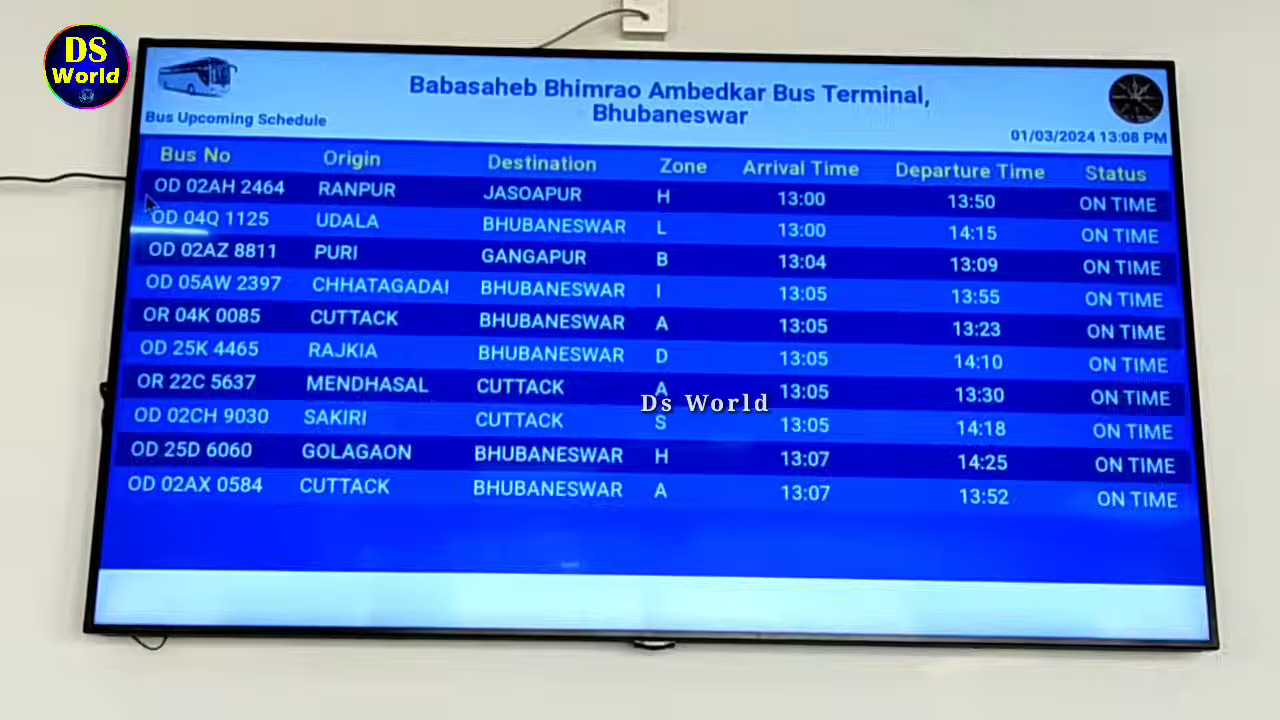 DS
World
Babasaheb Bhimrao Ambedkar Bus Terminal,
Bhubaneswar
Bus Upcoming Schedule
01/03/2024 13:08 PM
Bus No Origin Destination Zone Arrival Time Departure Time Status
OD 02AH 2464 RANPUR JASOAPUR H 13:00 13:50 ON TIME
OD 04Q 1125 UDALA BHUBANESWAR L 13:00 14:15 ON TIME
OD 02AZ 8811 PURI GANGAPUR B 13:04 13:09 ON TIME
OD 05AW 2397 CHHATAGADAI BHUBANESWAR I 13:05 13:55 ON TIME
OR 04K 0085 CUTTACK BHUBANESWAR A 13:05 13:23 ON TIME
OD 25K 4465 RAJKIA BHUBANESWAR D 13:05 14:10 ON TIME
OR 22C 5637 MENDHASAL CUTTACK A 13:05 13:30 ON TIME
Ds World
OD 02CH 9030 SAKIRI CUTTACK S 13:05 14:18 ON TIME
OD 25D 6060 GOLAGAON BHUBANESWAR H 13:07 14:25 ON TIME
OD 02AX 0584 CUTTACK BHUBANESWAR A 13:07 13:52 ON TIME